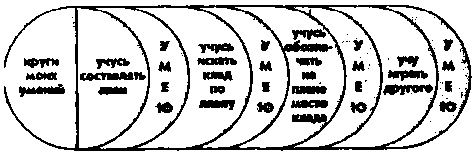 круги
моих
умений
учусь
составлять
план
У
М
Е
Ю
учусь
искать
клад
по
плану
У
М
Е
Ю
учусь
обозна-
чать
на
плане
место
клада
У
М
Е
Ю
учу
играть
другого
У
М
Е
Ю